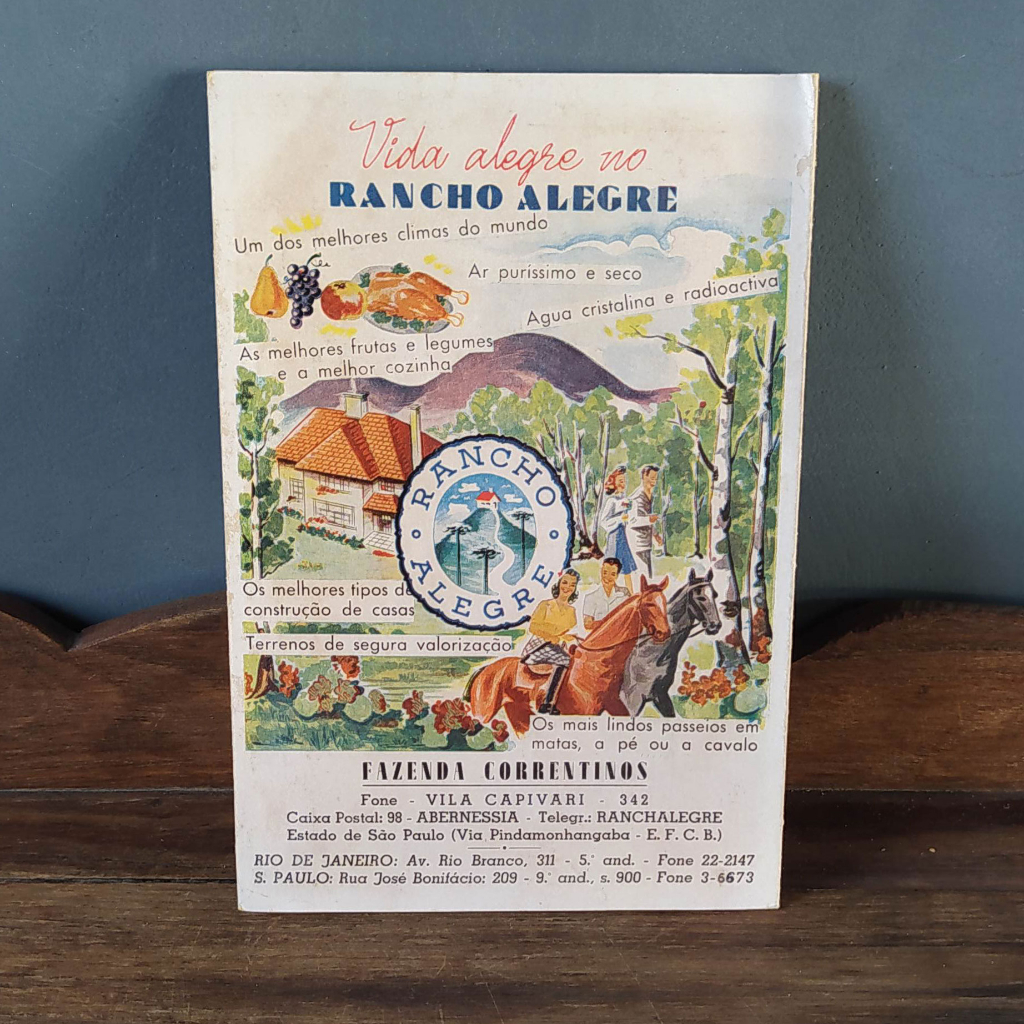 Vida alegre no
RANCHO ALEGRE
Um dos melhores climas do mundo
Ar puríssimo e seco
Agua cristalina e radioactiva
As melhores frutas e legumes
e a melhor cozinha
RANCHO
ALEGRE
Os melhores tipos de
construção de casas
Terrenos de segura valorização
Os mais lindos passeios em
matas, a pé ou a cavalo
FAZENDA CORRENTINOS
Fone - VILA CAPIVARI - 342
Caixa Postal: 98 - ABERNESSIA - Telegr.: RANCHALEGRE
Estado de São Paulo (Via Pindamonhangaba - E. F. C. B.)
RIO DE JANEIRO: Av. Rio Branco, 311 - 5.° and. - Fone 22-2147
S. PAULO: Rua José Bonifácio: 209 - 9.° and., s. 900 - Fone 3-6673